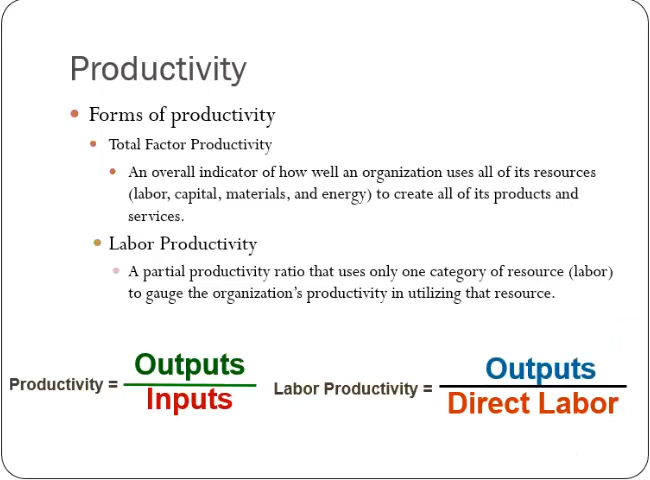 Productivity
Forms of productivity
Total Factor Productivity
An overall indicator of how well an organization uses all of its resources
(labor, capital, materials, and energy) to create all of its products and
services.
Labor Productivity
A partial productivity ratio that uses only one category of resource (labor)
to gauge the organization’s productivity in utilizing that resource.
Productivity = Outputs
Inputs
Labor Productivity = Outputs
Direct Labor